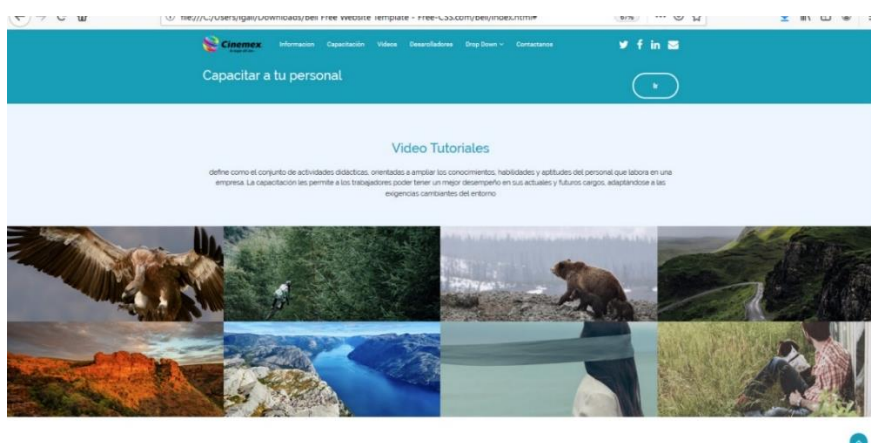 file:///C:/Users/igali/Downloads/Bell Free Website Template - Free-CSS.com/bell/index.html#
67%
Cinemex
Informacion Capacitación Videos Desarolladores Drop Down Contactanos
Capacitar a tu personal
Ir
Video Tutoriales
define como el conjunto de actividades didácticas, orientadas a ampliar los conocimientos, habilidades y aptitudes del personal que labora en una
empresa. La capacitación les permite a los trabajadores poder tener un mejor desempeño en sus actuales y futuros cargos, adaptandose a las
exigencias cambiantes del entorno